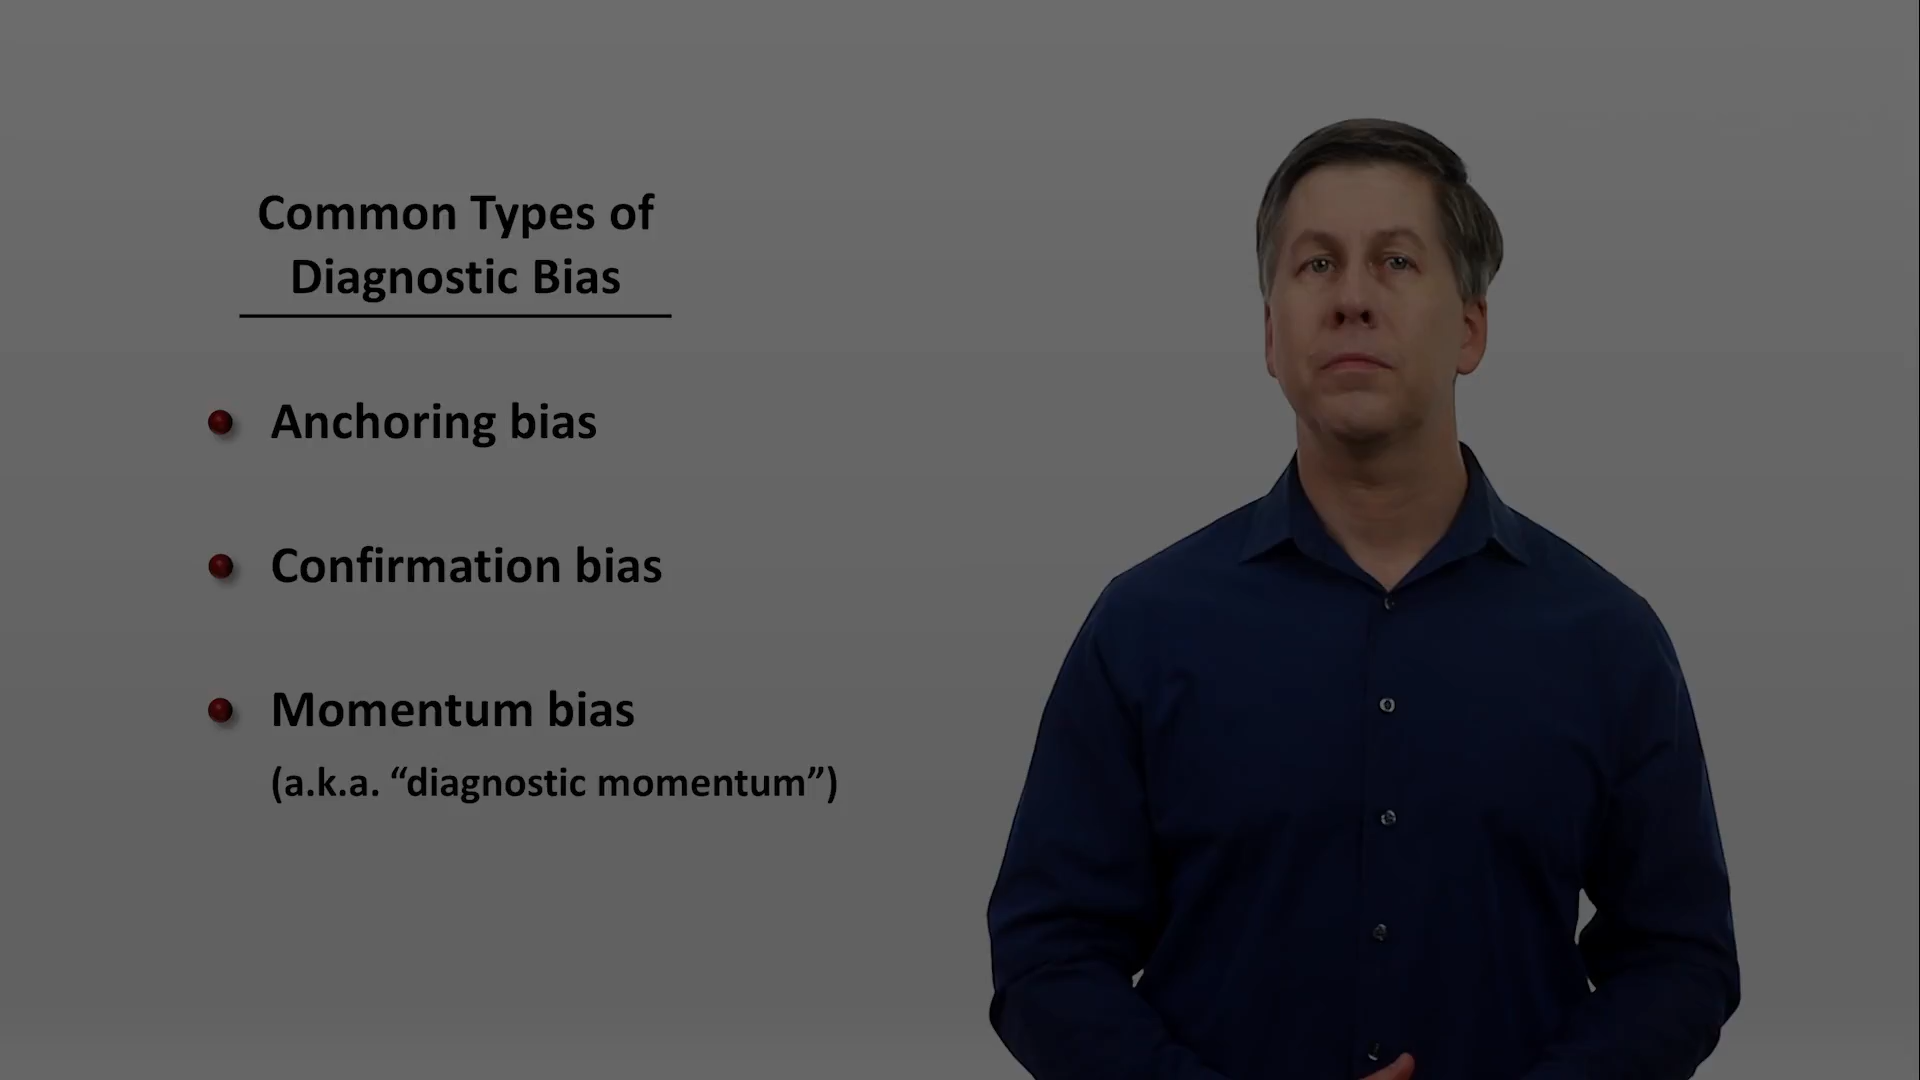 Common Types of
Diagnostic Bias
Anchoring bias
Confirmation bias
Momentum bias
(a.k.a. “diagnostic momentum”)